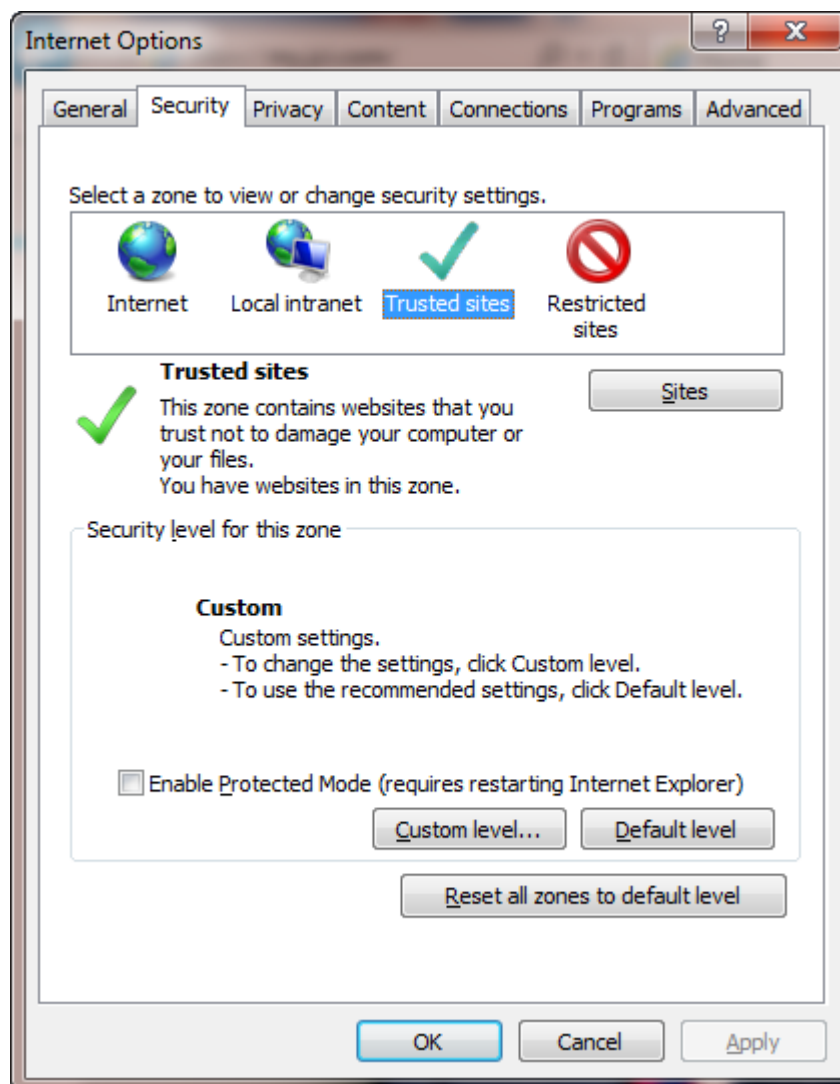 Internet Options
?
General Security Privacy Content Connections Programs Advanced
Select a zone to view or change security settings.
Internet Local intranet Trusted sites Restricted
sites
Trusted sites
Sites
This zone contains websites that you
trust not to damage your computer or
your files.
You have websites in this zone.
Security level for this zone
Custom
Custom settings.
- To change the settings, click Custom level.
- To use the recommended settings, click Default level.
Enable Protected Mode (requires restarting Internet Explorer)
Custom level... Default level
Reset all zones to default level
OK Cancel Apply